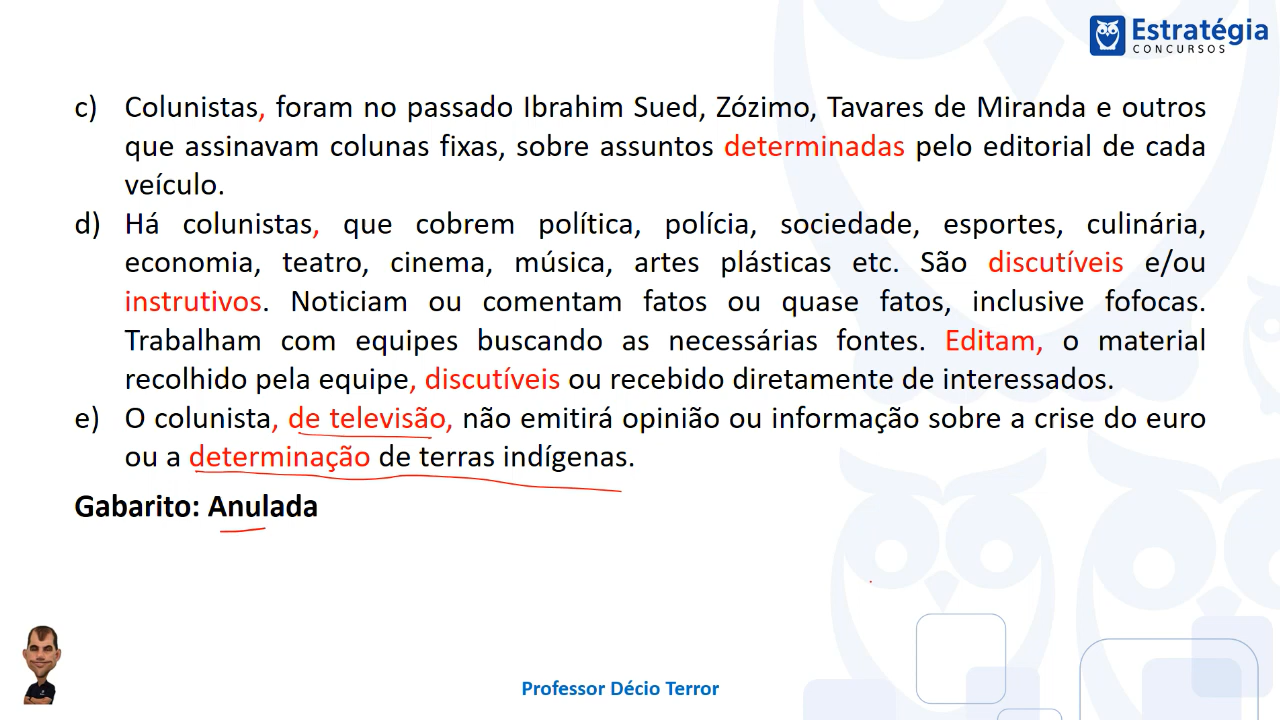 Estratégia
CONCURSOS
c) Colunistas, foram no passado Ibrahim Sued, Zózimo, Tavares de Miranda e outros
que assinavam colunas fixas, sobre assuntos determinadas pelo editorial de cada
veículo.
d) Há colunistas, que cobrem política, polícia, sociedade, esportes, culinária,
economia, teatro, cinema, música, artes plásticas etc. São discutíveis e/ou
instrutivos. Noticiam ou comentam fatos ou quase fatos, inclusive fofocas.
Trabalham com equipes buscando as necessárias fontes. Editam, o material
recolhido pela equipe, discutíveis ou recebido diretamente de interessados.
e) O colunista, de televisão, não emitirá opinião ou informação sobre a crise do euro
ou a determinação de terras indígenas.
Gabarito: Anulada
Professor Décio Terror